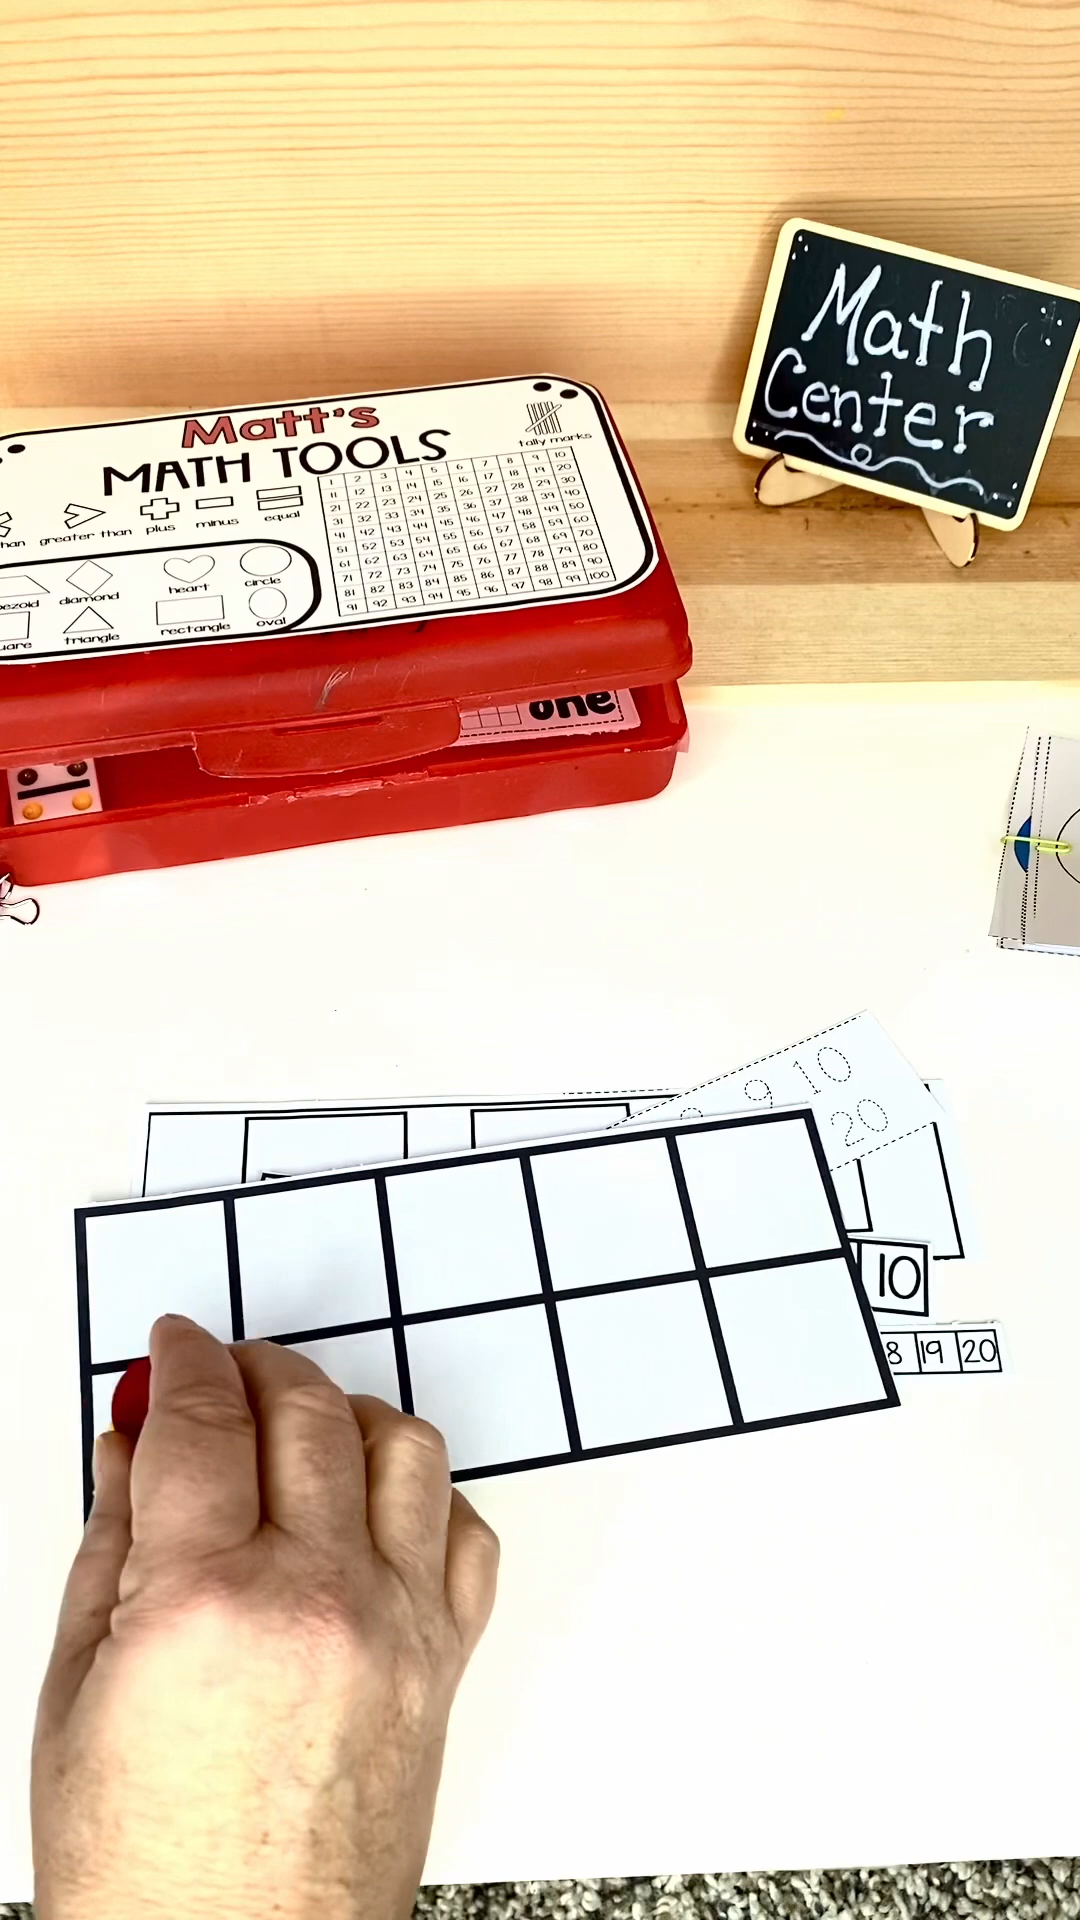 Math
Center
Matt's
MATH TOOLS
tally marks
than greater than plus minus equal
1 2 3 4 5 6 7 8 9 10
11 12 13 14 15 16 17 18 19 20
21 22 23 24 25 26 27 28 29 30
31 32 33 34 35 36 37 38 39 40
41 42 43 44 45 46 47 48 49 50
51 52 53 54 55 56 57 58 59 60
61 62 63 64 65 66 67 68 69 70
71 72 73 74 75 76 77 78 79 80
81 82 83 84 85 86 87 88 89 90
91 92 93 94 95 96 97 98 99 100
pezoid diamond heart circle
uare triangle rectangle oval
one
9 10
20
10
8 19 20